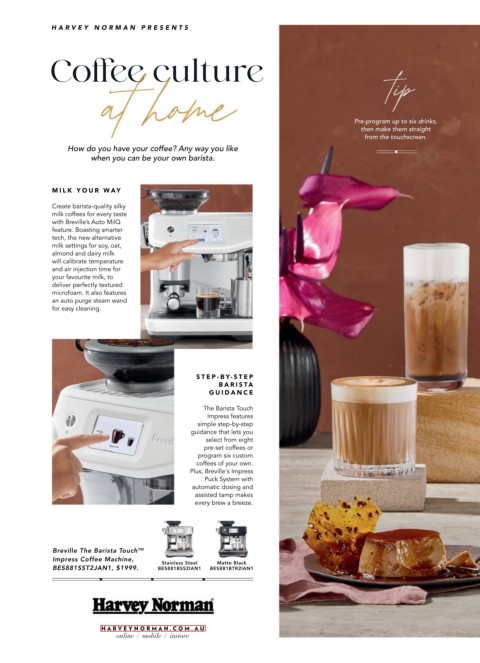 HARVEY NORMAN PRESENTS
Coffee culture
at home
How do you have your coffee? Any way you like
when you can be your own barista.
MILK YOUR WAY
Create barista-quality silky
milk coffees for every taste
with Breville's Auto MilQ
feature. Boasting smarter
tech, the new alternative
milk settings for soy, oat,
almond and dairy milk
will calibrate temperature
and air injection time for
your favourite milk, to
deliver perfectly textured
microfoam. It also features
an auto purge steam wand
for easy cleaning.
STEP-BY-STEP
BARISTA
GUIDANCE
The Barista Touch
Impress features
simple step-by-step
guidance that lets you
select from eight
pre-set coffees or
program six custom
coffees of your own.
Plus, Breville's Impress
Puck System with
automatic dosing and
assisted tamp makes
every brew a breeze.
Breville The Barista Touch™
Impress Coffee Machine,
BES881SST2JAN1, $1999.
Stainless Steel
BES881BSS2IAN1
Matte Black
BES881BTR2IAN1
Harvey Norman
HARVEYNORMAN.COM.AU
online / mobile / instore
tip
Pre-program up to six drinks,
then make them straight
from the touchscreen.